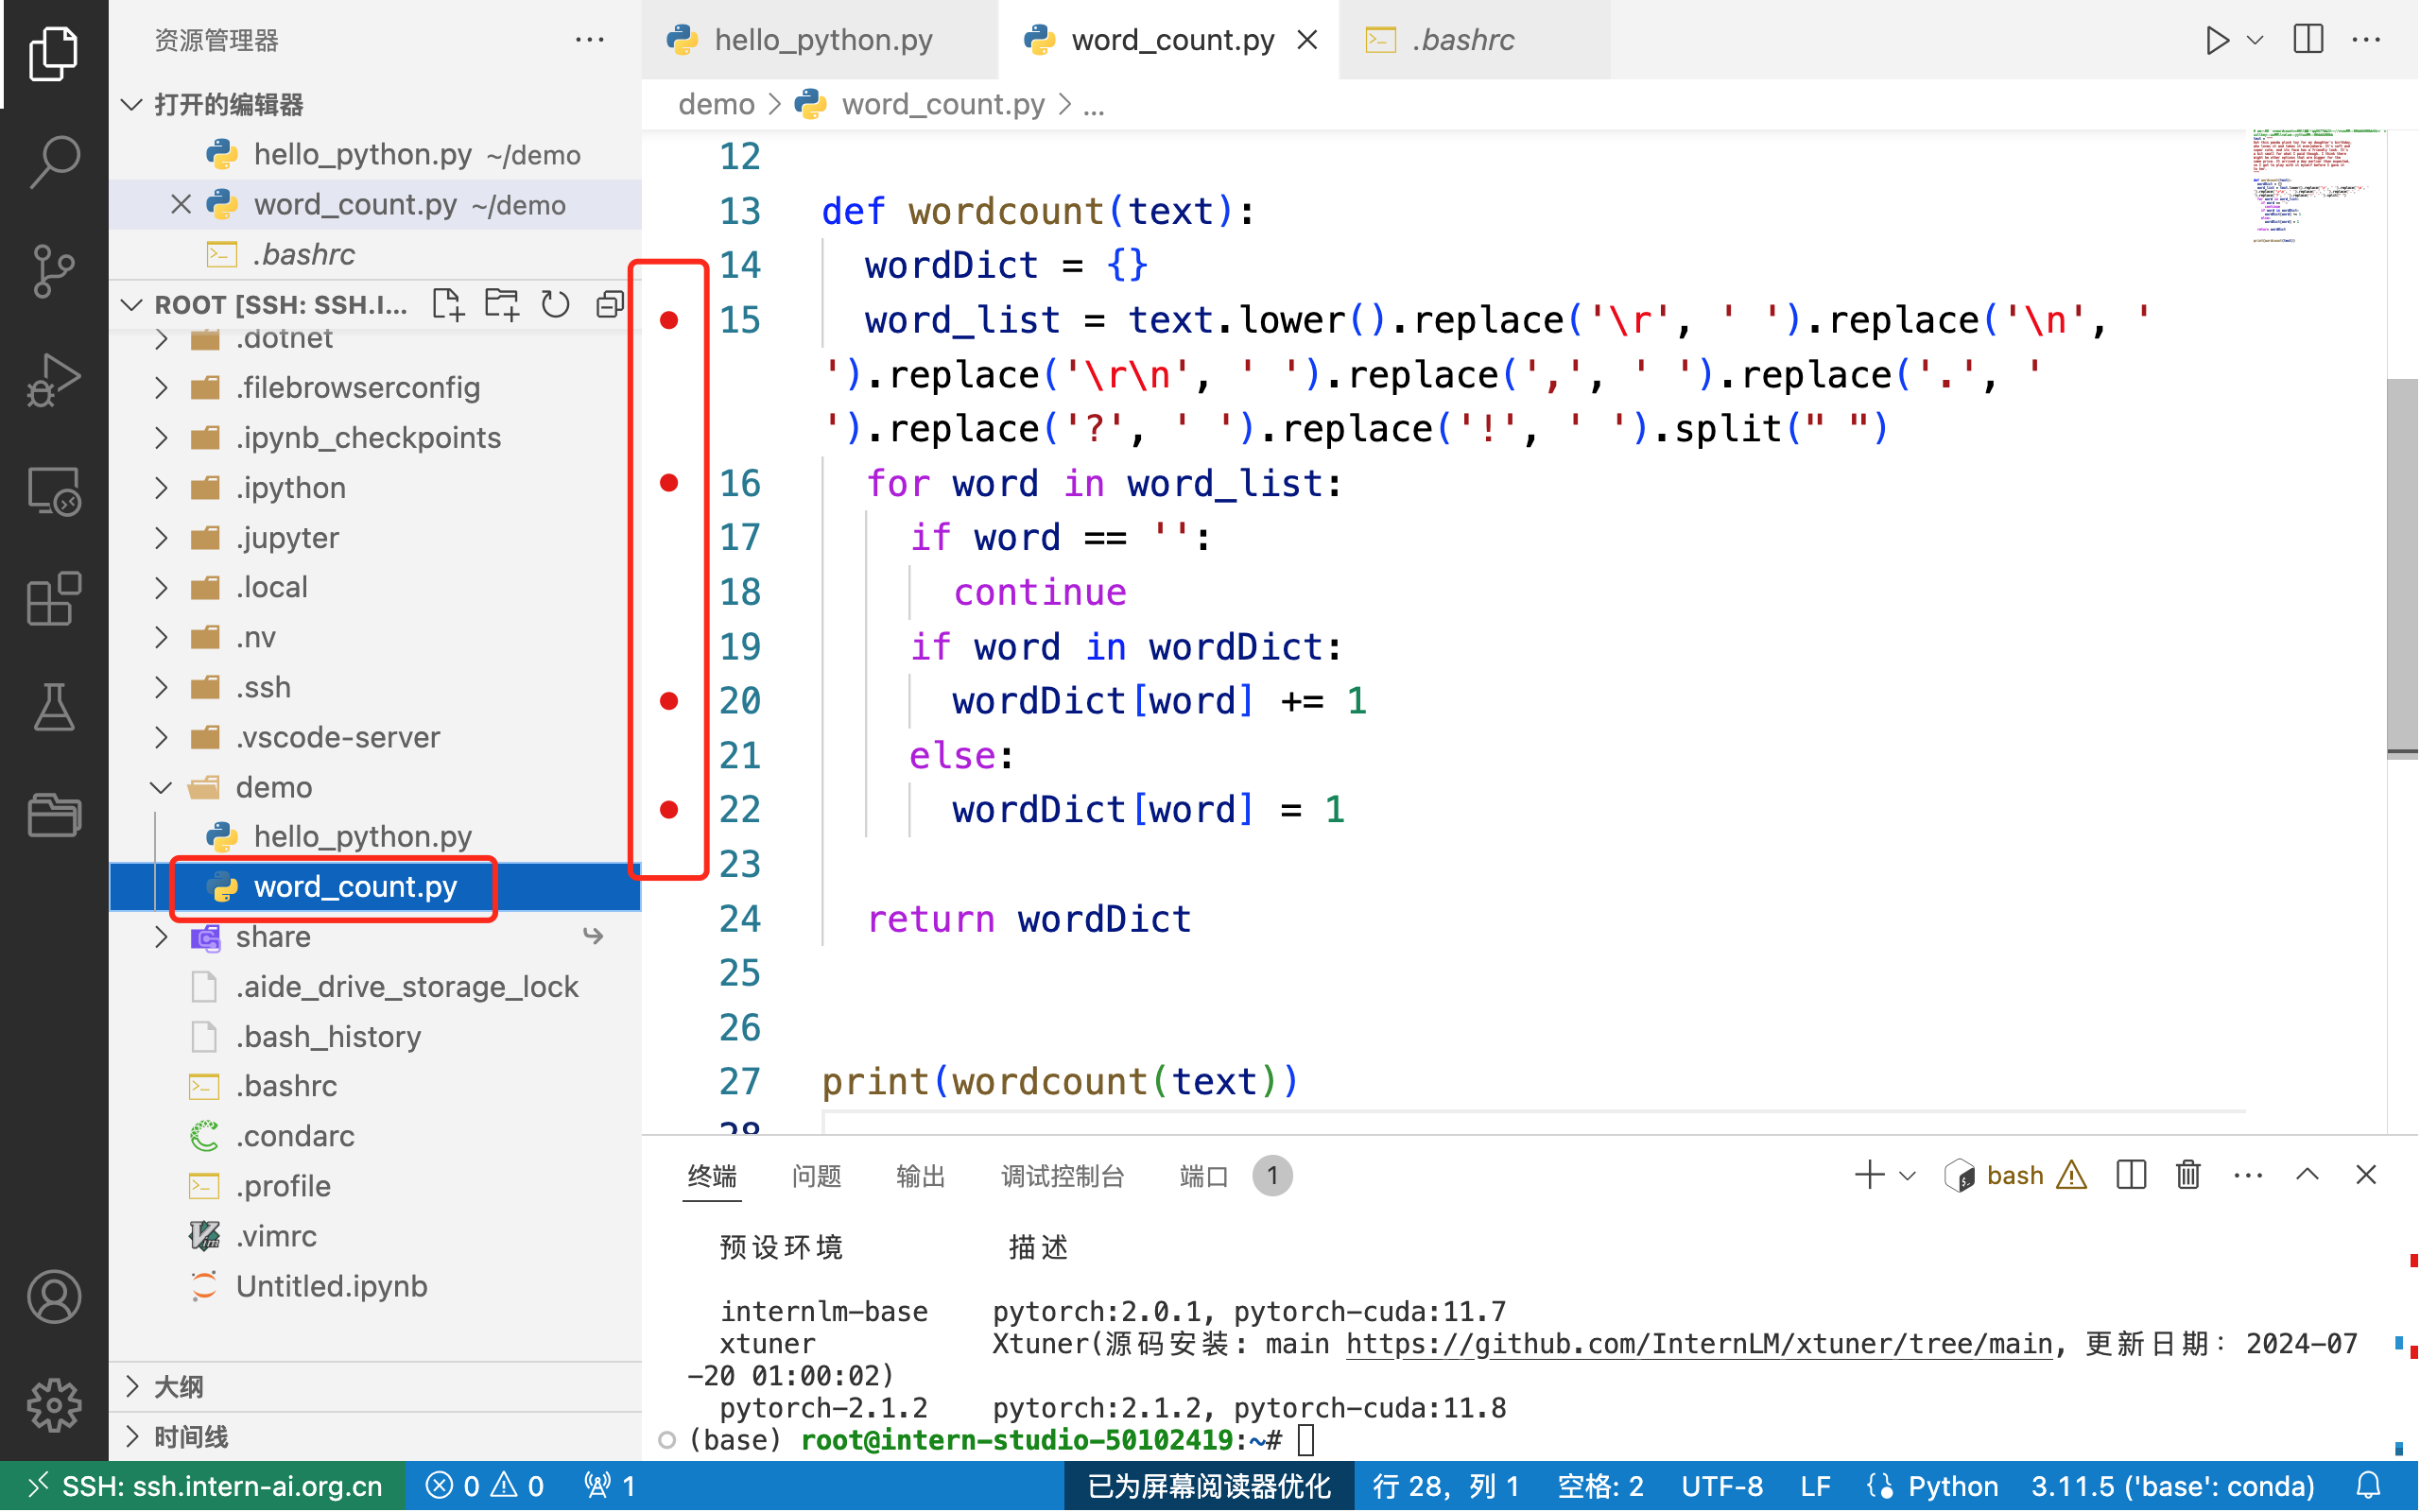 资源管理器
打开的编辑器
hello_python.py ~/demo
word_count.py ~/demo
.bashrc
ROOT [SSH: SSH.I...
.dotnet
.filebrowserconfig
.ipynb_checkpoints
.ipython
.jupyter
.local
.nv
.ssh
.vscode-server
demo
hello_python.py
word_count.py
share
.aide_drive_storage_lock
.bash_history
.bashrc
.condarc
.profile
.vimrc
Untitled.ipynb
大纲
时间线
hello_python.py word_count.py .bashrc
demo > word_count.py > ...
12
13 def wordcount(text):
14 wordDict = {}
15 word_list = text.lower().replace('\r', ' ').replace('\n', '
').replace('\r\n', ' ').replace(',', ' ').replace('.', '
').replace('?', ' ').replace('!', ' ').split(" ")
16 for word in word_list:
17 if word == '':
18 continue
19 if word in wordDict:
20 wordDict[word] += 1
21 else:
22 wordDict[word] = 1
23
24 return wordDict
25
26
27 print(wordcount(text))
28
终端 问题 输出 调试控制台 端口 1
bash
预设环境 描述
internlm-base pytorch:2.0.1, pytorch-cuda:11.7
xtuner Xtuner(源码安装: main https://github.com/InternLM/xtuner/tree/main, 更新日期: 2024-07
-20 01:00:02)
pytorch-2.1.2 pytorch:2.1.2, pytorch-cuda:11.8
(base) root@intern-studio-50102419:~#
SSH: ssh.intern-ai.org.cn 0 0 1 已为屏幕阅读器优化 行 28, 列 1 空格: 2 UTF-8 LF Python 3.11.5 ('base': conda)